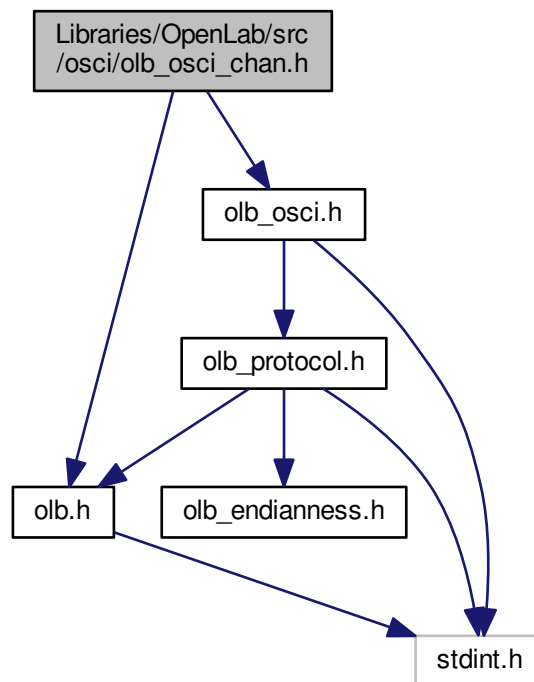 Libraries/OpenLab/src
/osci/olb_osci_chan.h
olb_osci.h
olb_protocol.h
olb.h
olb_endianness.h
stdint.h